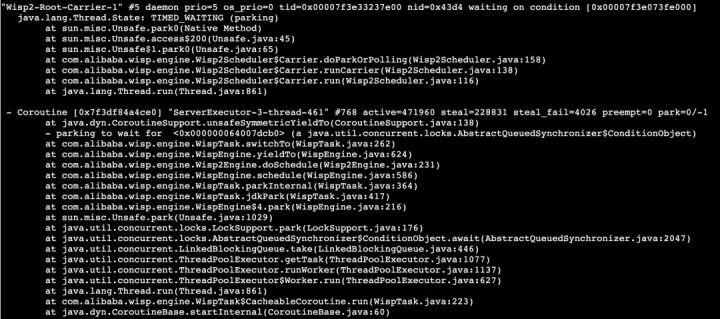 "Wisp2-Root-Carrier-1" #5 daemon prio=5 os_prio=0 tid=0x00007f3e33237e00 nid=0x43d4 waiting on condition [0x00007f3e073fe000]
java.lang.Thread.State: TIMED_WAITING (parking)
at sun.misc.Unsafe.park0(Native Method)
at sun.misc.Unsafe.access$200(Unsafe.java:45)
at sun.misc.Unsafe$1.park0(Unsafe.java:65)
at com.alibaba.wisp.engine.Wisp2Scheduler$Carrier.doParkOrPolling(Wisp2Scheduler.java:158)
at com.alibaba.wisp.engine.Wisp2Scheduler$Carrier.runCarrier(Wisp2Scheduler.java:138)
at com.alibaba.wisp.engine.Wisp2Scheduler$Carrier.run(Wisp2Scheduler.java:116)
at java.lang.Thread.run(Thread.java:861)
- Coroutine [0x7f3df84a4ce0] "ServerExecutor-3-thread-461" #768 active=471960 steal=228831 steal_fail=4026 preempt=0 park=0/-1
at java.dyn.CoroutineSupport.unsafeSymmetricYieldTo(CoroutineSupport.java:138)
- parking to wait for <0x000000064007dcb0> (a java.util.concurrent.locks.AbstractQueuedSynchronizer$ConditionObject)
at com.alibaba.wisp.engine.WispTask.switchTo(WispTask.java:262)
at com.alibaba.wisp.engine.WispEngine.yieldTo(WispEngine.java:624)
at com.alibaba.wisp.engine.Wisp2Engine.doSchedule(Wisp2Engine.java:231)
at com.alibaba.wisp.engine.WispEngine.schedule(WispEngine.java:586)
at com.alibaba.wisp.engine.WispTask.parkInternal(WispTask.java:364)
at com.alibaba.wisp.engine.WispTask.jdkPark(WispTask.java:417)
at com.alibaba.wisp.engine.WispEngine$4.park(WispEngine.java:216)
at sun.misc.Unsafe.park(Unsafe.java:1029)
at java.util.concurrent.locks.LockSupport.park(LockSupport.java:176)
at java.util.concurrent.locks.AbstractQueuedSynchronizer$ConditionObject.await(AbstractQueuedSynchronizer.java:2047)
at java.util.concurrent.LinkedBlockingQueue.take(LinkedBlockingQueue.java:446)
at java.util.concurrent.ThreadPoolExecutor.getTask(ThreadPoolExecutor.java:1077)
at java.util.concurrent.ThreadPoolExecutor.runWorker(ThreadPoolExecutor.java:1137)
at java.util.concurrent.ThreadPoolExecutor$Worker.run(ThreadPoolExecutor.java:627)
at java.lang.Thread.run(Thread.java:861)
at com.alibaba.wisp.engine.WispTask$CacheableCoroutine.run(WispTask.java:223)
at java.dyn.CoroutineBase.startInternal(CoroutineBase.java:60)